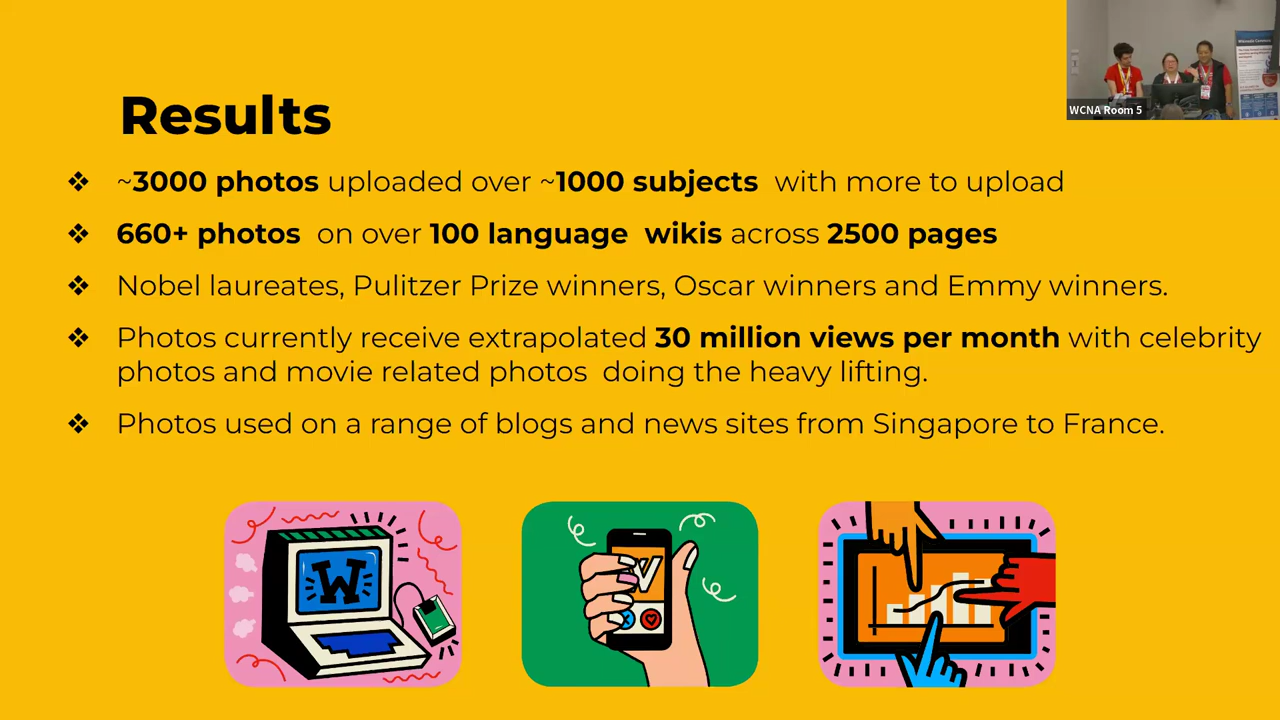 Results
❖ ~3000 photos uploaded over ~1000 subjects with more to upload
❖ 660+ photos on over 100 language wikis across 2500 pages
❖ Nobel laureates, Pulitzer Prize winners, Oscar winners and Emmy winners.
❖ Photos currently receive extrapolated 30 million views per month with celebrity
photos and movie related photos doing the heavy lifting.
❖ Photos used on a range of blogs and news sites from Singapore to France.
WCNA Room 5
W